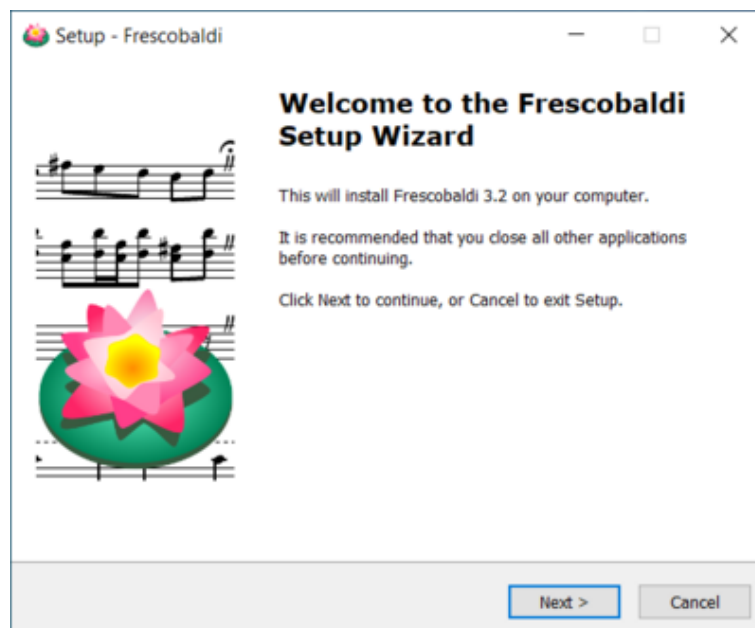 Setup - Frescobaldi
Welcome to the Frescobaldi
Setup Wizard
This will install Frescobaldi 3.2 on your computer.
It is recommended that you close all other applications
before continuing.
Click Next to continue, or Cancel to exit Setup.
Next >
Cancel